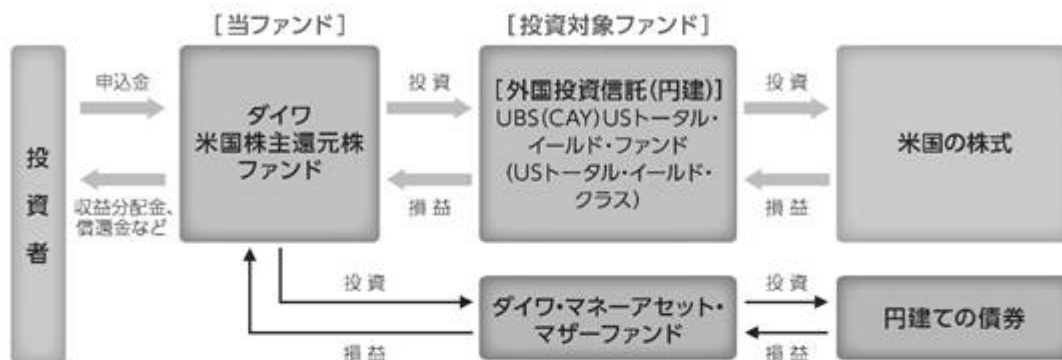 [当ファンド]
[投資対象ファンド]
投資者
申込金
収益分配金、
償還金など
ダイワ
米国株主還元株
ファンド
投資
損益
[外国投資信託(円建)]
UBS(CAY)USトータル・
イールド・ファンド
(USトータル・イールド・
クラス)
投資
損益
米国の株式
投資
損益
ダイワ・マネーアセット・
マザーファンド
投資
損益
円建ての債券